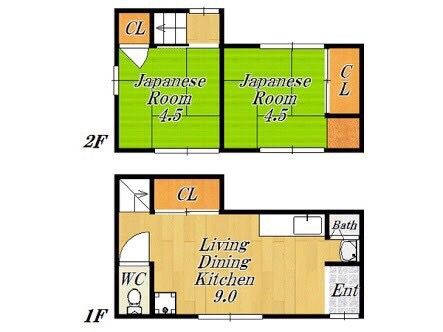 CL
Japanese
Room
4.5
Japanese
Room
4.5
C
L
2F
CL
Living
Dining
Kitchen
9.0
Bath
WC
Ent
1F